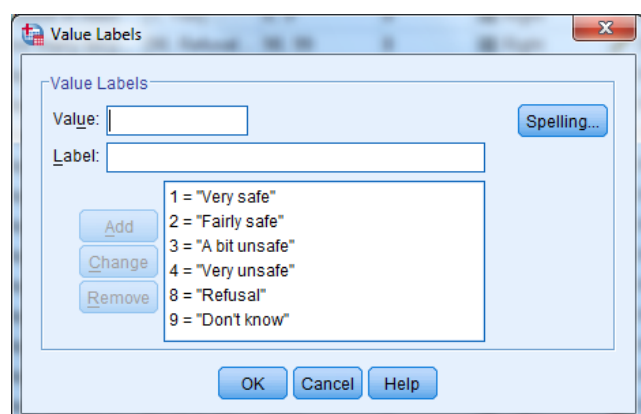 Value Labels
Value Labels
Value:
Spelling...
Label:
1 = "Very safe"
2 = "Fairly safe"
3 = "A bit unsafe"
4 = "Very unsafe"
8 = "Refusal"
9 = "Don't know"
Add
Change
Remove
OK Cancel Help